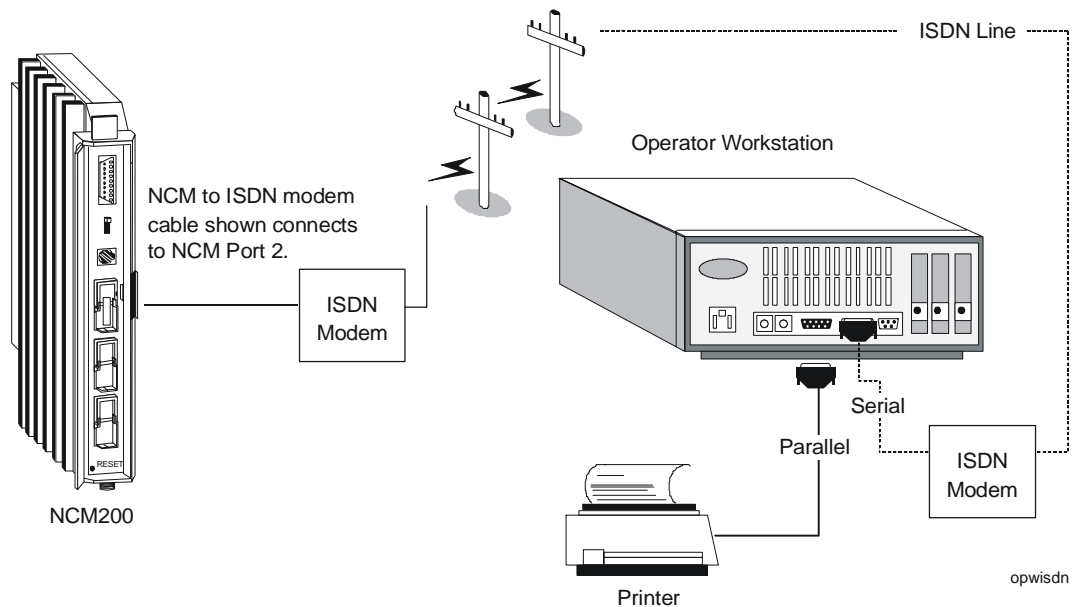 ISDN Line
Operator Workstation
NCM to ISDN modem
cable shown connects
to NCM Port 2.
ISDN
Modem
Serial
Parallel
ISDN
Modem
RESET
NCM200
Printer
opwisdn